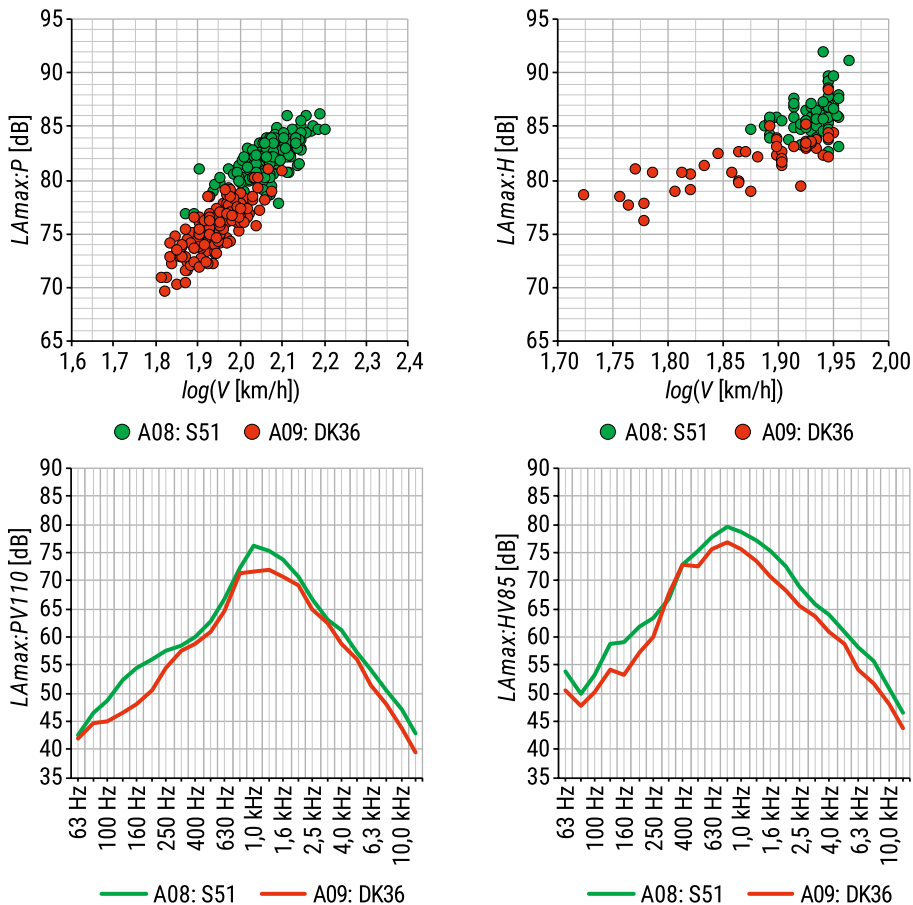 95
90
85
80
75
70
65
LAmax:P [dB]
1,6 1,7 1,8 1,9 2,0 2,1 2,2 2,3 2,4
log(V [km/h])
A08: S51 A09: DK36
95
90
85
80
75
70
65
LAmax:H [dB]
1,70 1,75 1,80 1,85 1,90 1,95 2,00
log(V [km/h])
A08: S51 A09: DK36
90
85
80
75
70
65
60
55
50
45
40
35
LAmax:PV110 [dB]
63 Hz 100 Hz 160 Hz 250 Hz 400 Hz 630 Hz 1,0 kHz 1,6 kHz 2,5 kHz 4,0 kHz 6,3 kHz 10,0 kHz
A08: S51 A09: DK36
90
85
80
75
70
65
60
55
50
45
40
35
LAmax:HV85 [dB]
63 Hz 100 Hz 160 Hz 250 Hz 400 Hz 630 Hz 1,0 kHz 1,6 kHz 2,5 kHz 4,0 kHz 6,3 kHz 10,0 kHz
A08: S51 A09: DK36